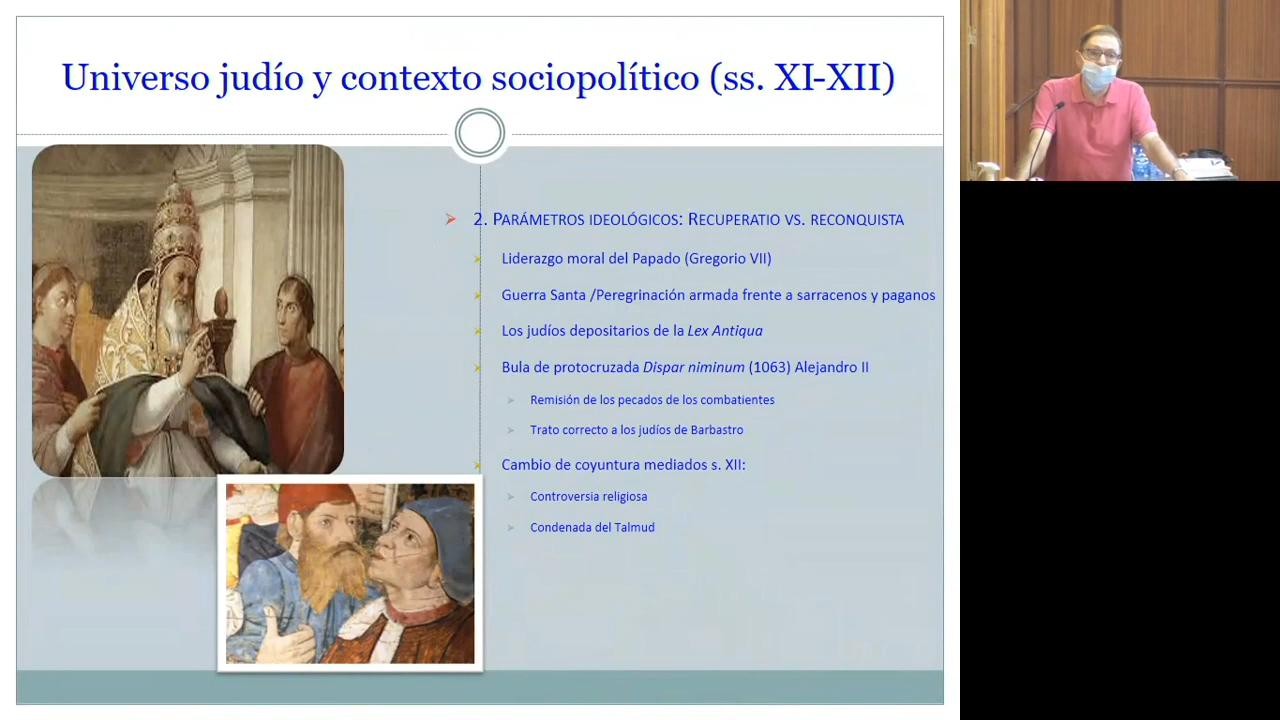 Universo judío y contexto sociopolítico (ss. XI-XII)
2. Parámetros ideológicos: Recuperatio vs. reconquista
Liderazgo moral del Papado (Gregorio VII)
Guerra Santa /Peregrinación armada frente a sarracenos y paganos
Los judíos depositarios de la Lex Antiqua
Bula de protocruzada Dispar niminum (1063) Alejandro II
Remisión de los pecados de los combatientes
Trato correcto a los judíos de Barbastro
Cambio de coyuntura mediados s. XII:
Controversia religiosa
Condenada del Talmud